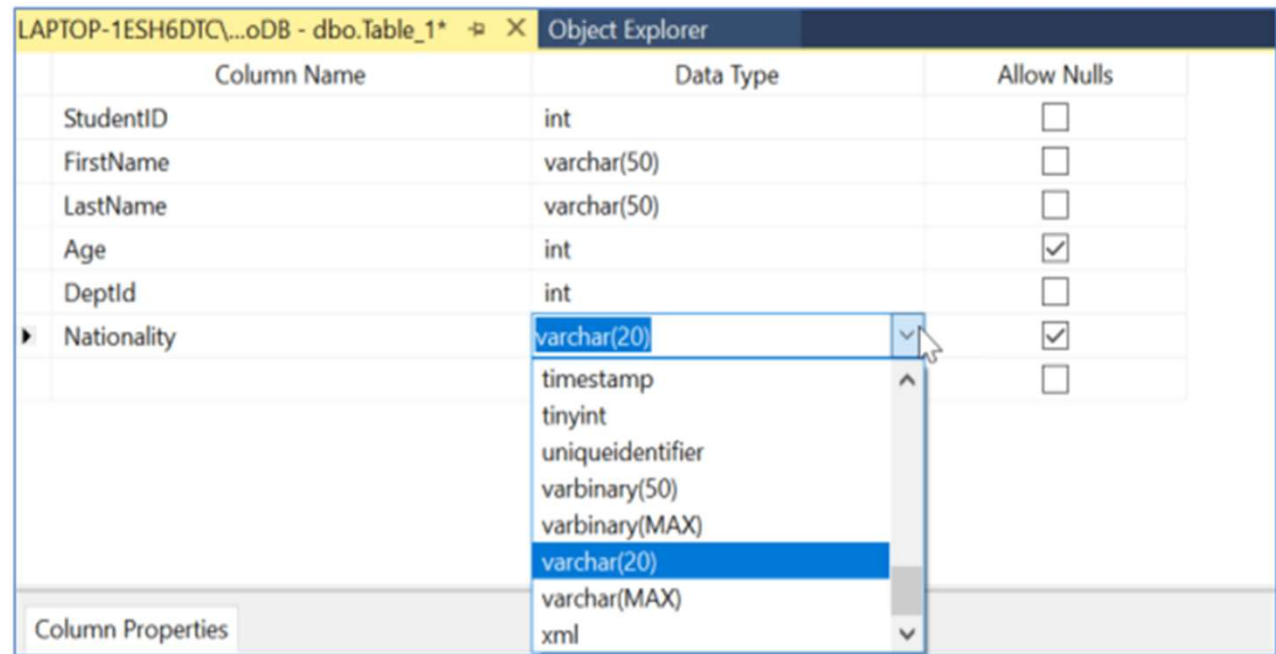 LAPTOP-1ESH6DTC\...oDB - dbo.Table_1* Object Explorer
Column Name Data Type Allow Nulls
StudentID int
FirstName varchar(50)
LastName varchar(50)
Age int
DeptId int
Nationality varchar(20)
timestamp
tinyint
uniqueidentifier
varbinary(50)
varbinary(MAX)
varchar(20)
varchar(MAX)
xml
Column Properties